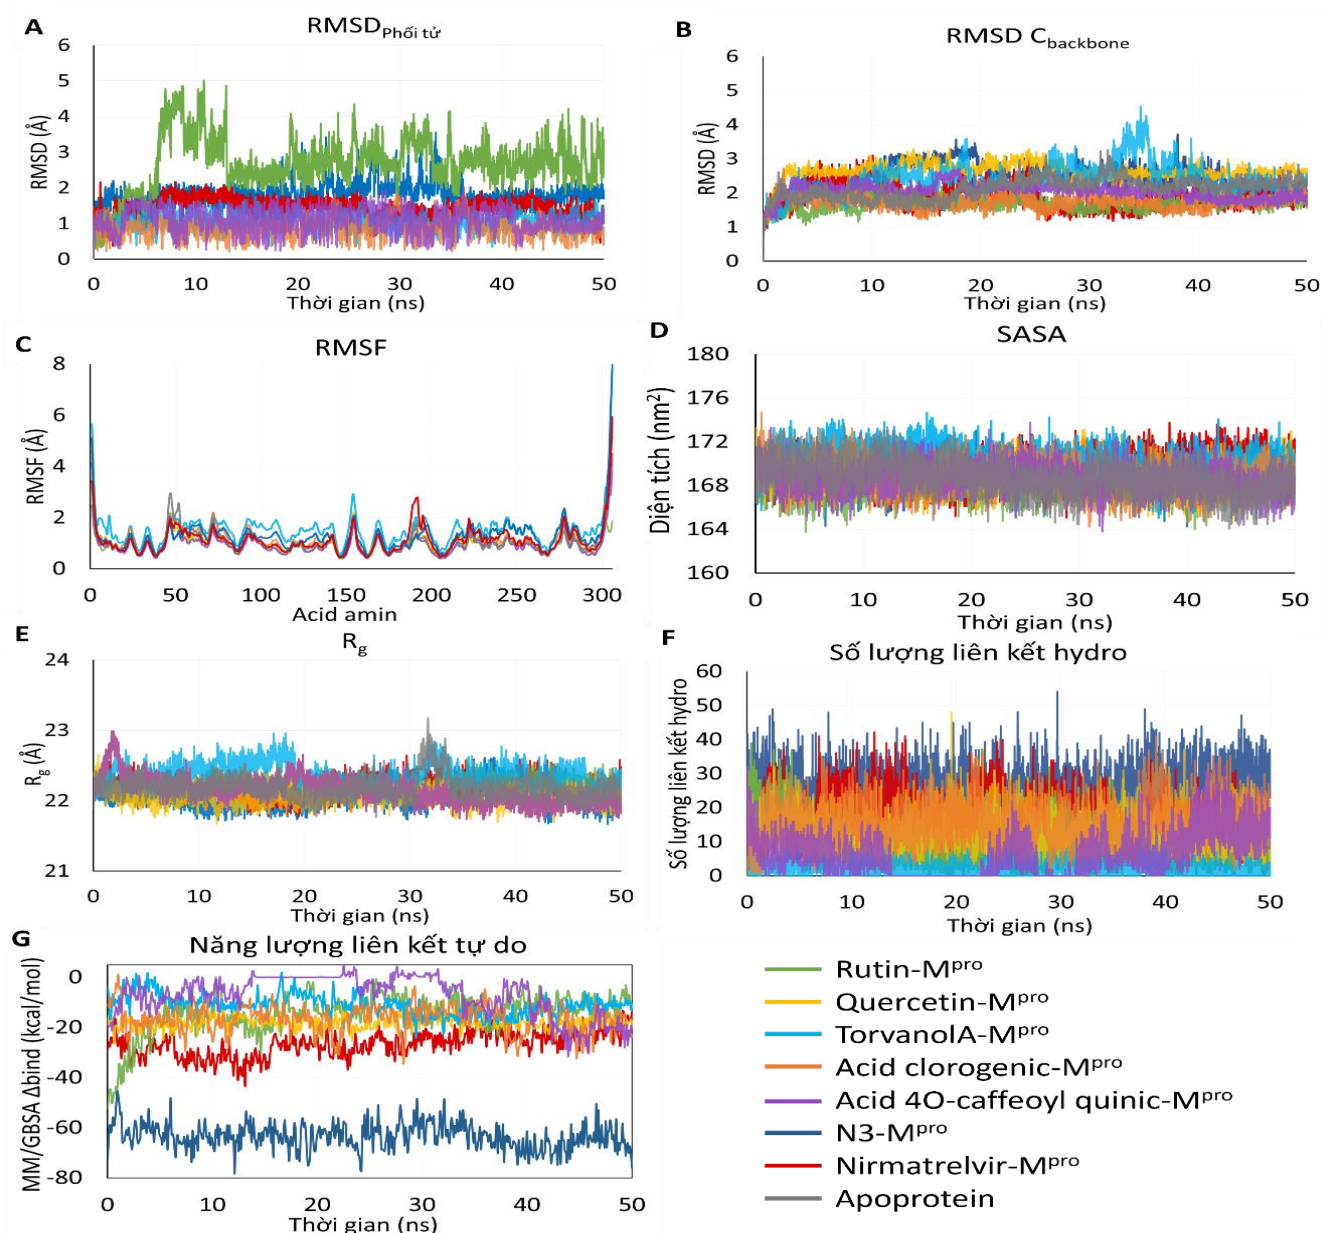 A
RMSDPhối tử
RMSD (Å)
6
5
4
3
2
1
0
0 10 20 30 40 50
Thời gian (ns)
B
RMSD Cbackbone
RMSD (Å)
6
5
4
3
2
1
0
0 10 20 30 40 50
Thời gian (ns)
C
RMSF
RMSF (Å)
8
6
4
2
0
0 50 100 150 200 250 300
Acid amin
D
SASA
Diện tích (nm²)
180
176
172
168
164
160
0 10 20 30 40 50
Thời gian (ns)
E
Rg
Rg (Å)
24
23
22
21
0 10 20 30 40 50
Thời gian (ns)
F
Số lượng liên kết hydro
Số lượng liên kết hydro
60
50
40
30
20
10
0
0 10 20 30 40 50
Thời gian (ns)
G
Năng lượng liên kết tự do
MM/GBSA Δbind (kcal/mol)
0
-20
-40
-60
-80
0 10 20 30 40 50
Thời gian (ns)
Rutin-Mᵖʳᵒ
Quercetin-Mᵖʳᵒ
TorvanolA-Mᵖʳᵒ
Acid clorogenic-Mᵖʳᵒ
Acid 4O-caffeoyl quinic-Mᵖʳᵒ
N3-Mᵖʳᵒ
Nirmatrelvir-Mᵖʳᵒ
Apoprotein